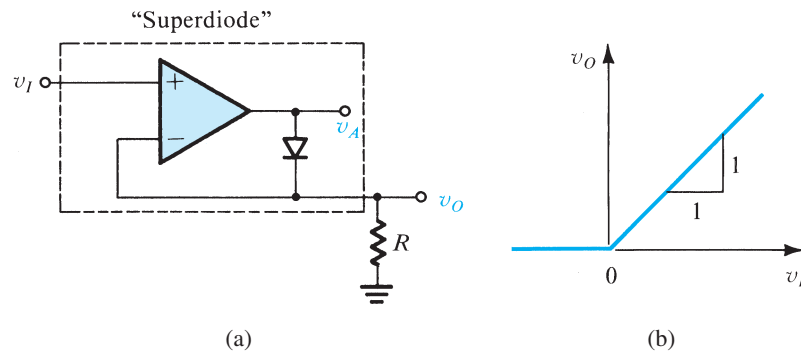 “Superdiode”
v_I
+
−
v_A
v_O
R
(a)
v_O
1
1
0
v_I
(b)